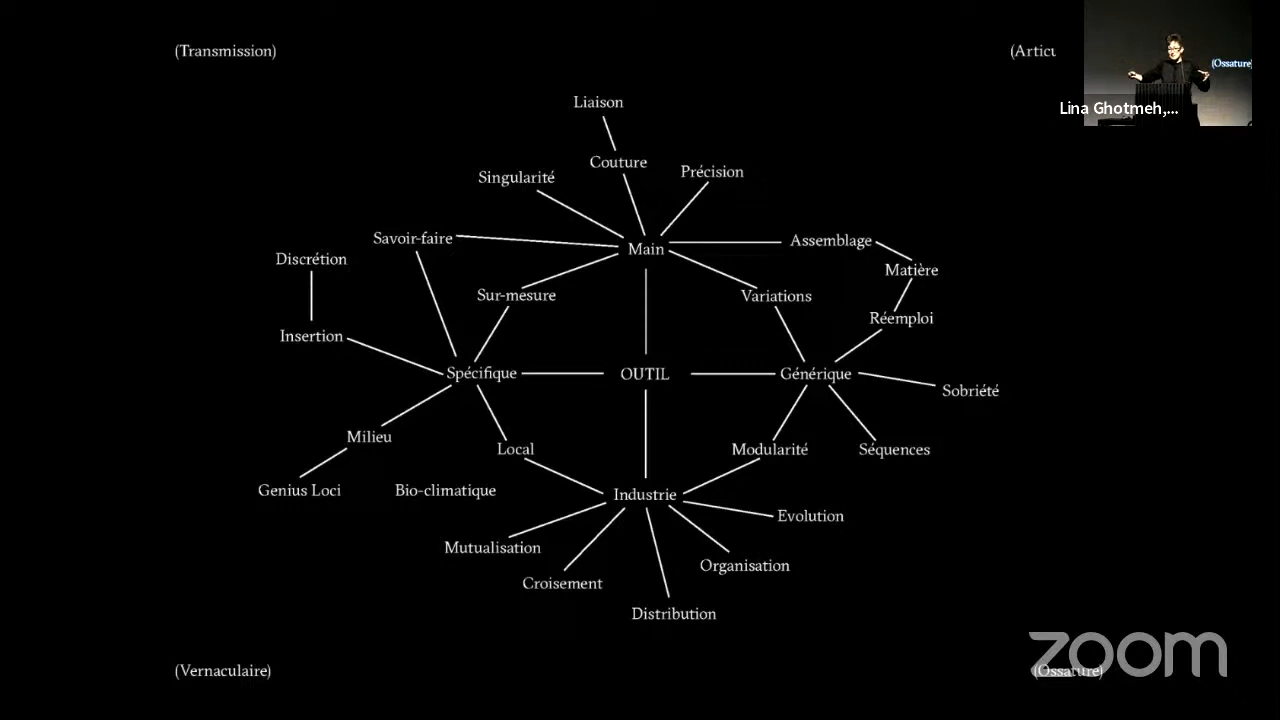 (Transmission)
(Articu
(Ossature)
Lina Ghotmeh,...
Liaison
Couture
Précision
Singularité
Savoir-faire
Assemblage
Main
Discrétion
Matière
Sur-mesure
Variations
Réemploi
Insertion
Spécifique
OUTIL
Générique
Sobriété
Milieu
Local
Modularité
Séquences
Genius Loci
Bio-climatique
Industrie
Evolution
Mutualisation
Organisation
Croisement
Distribution
zoom
(Vernaculaire)
(Ossature)